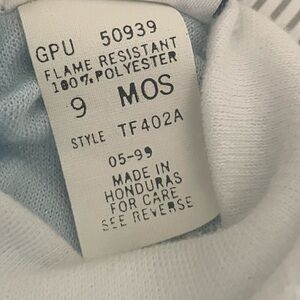 GPU 50939
FLAME RESISTANT
100% POLYESTER
9 MOS
STYLE TF402A
05-99
MADE IN
HONDURAS
FOR CARE
SEE REVERSE